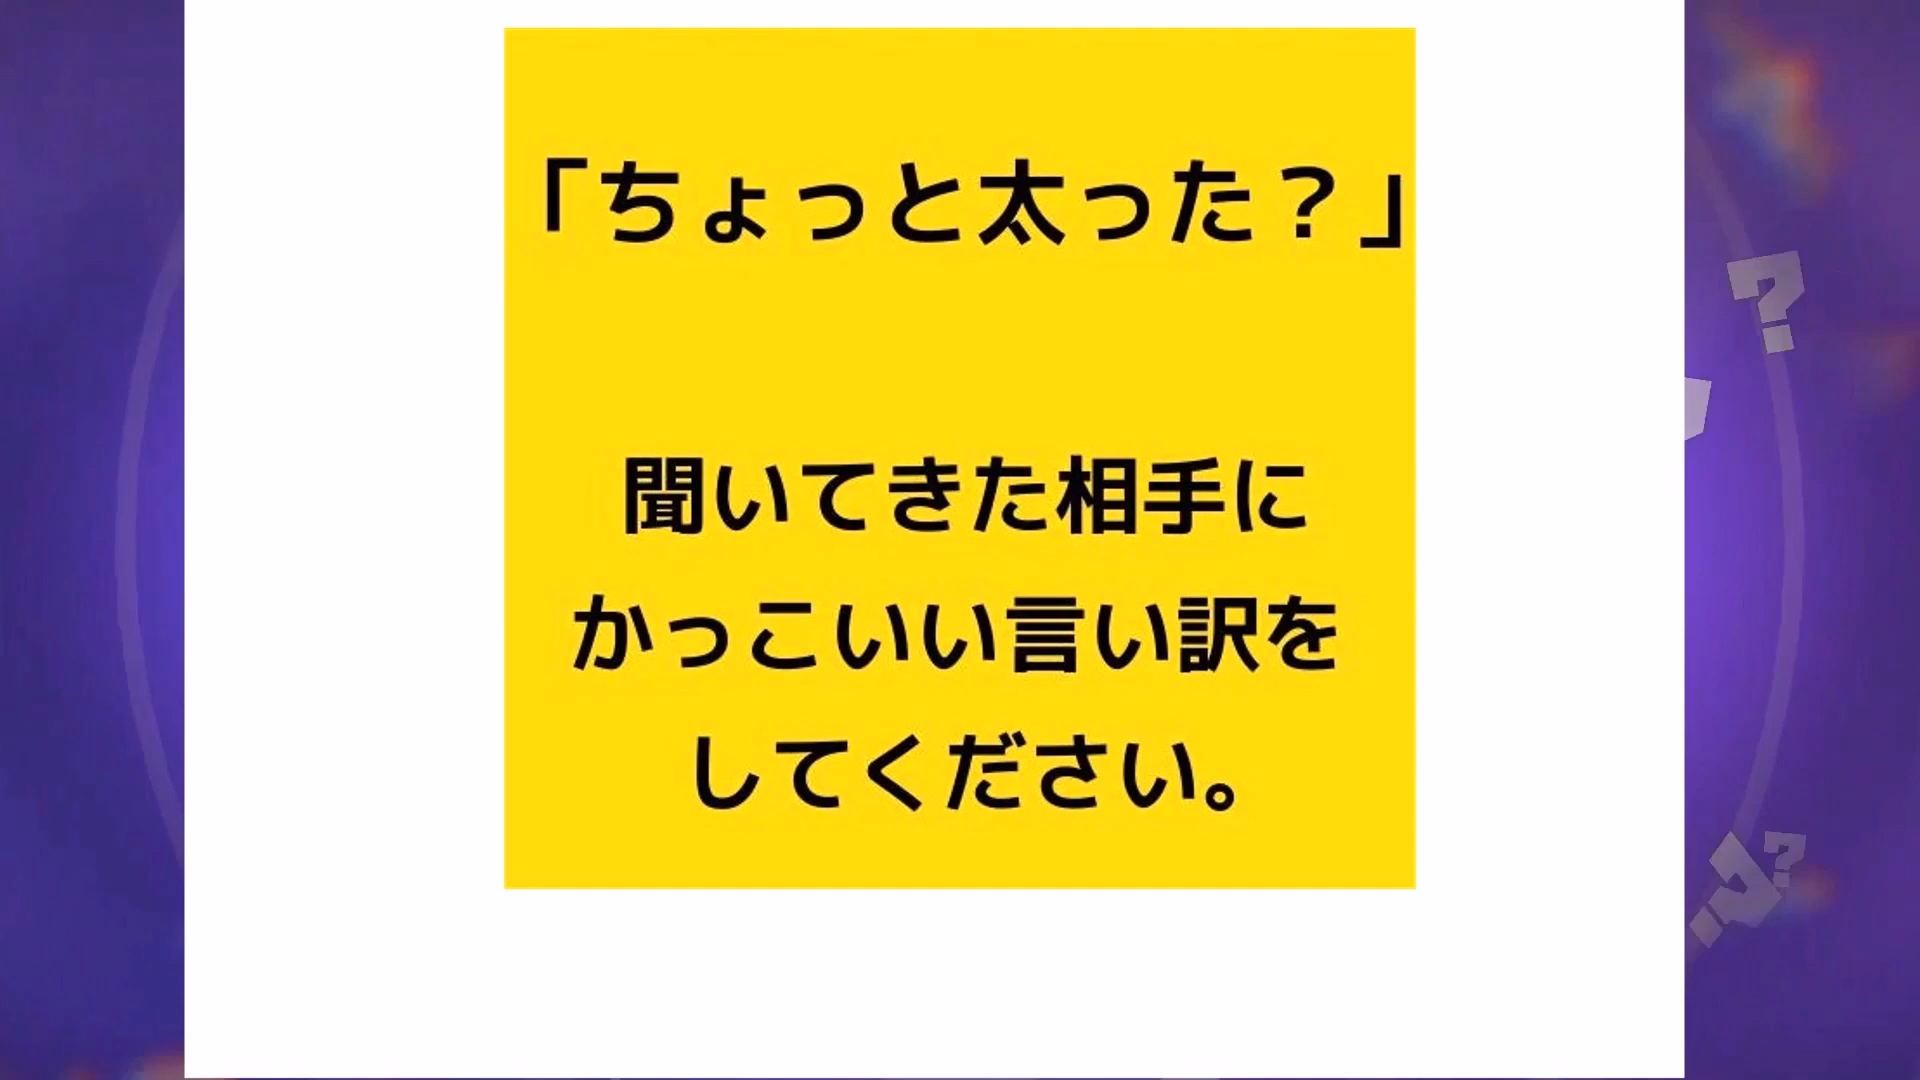 「ちょっと太った？」
聞いてきた相手に
かっこいい言い訳を
してください。